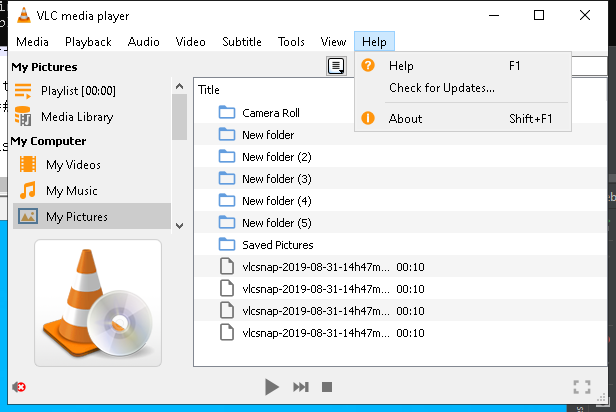 VLC media player
Media Playback Audio Video Subtitle Tools View Help
My Pictures
Playlist [00:00]
Media Library
My Computer
My Videos
My Music
My Pictures
Help F1
Check for Updates...
About Shift+F1
Title
Camera Roll
New folder
New folder (2)
New folder (3)
New folder (4)
New folder (5)
Saved Pictures
vlcsnap-2019-08-31-14h47m... 00:10
vlcsnap-2019-08-31-14h47m... 00:10
vlcsnap-2019-08-31-14h47m... 00:10
vlcsnap-2019-08-31-14h47m... 00:10